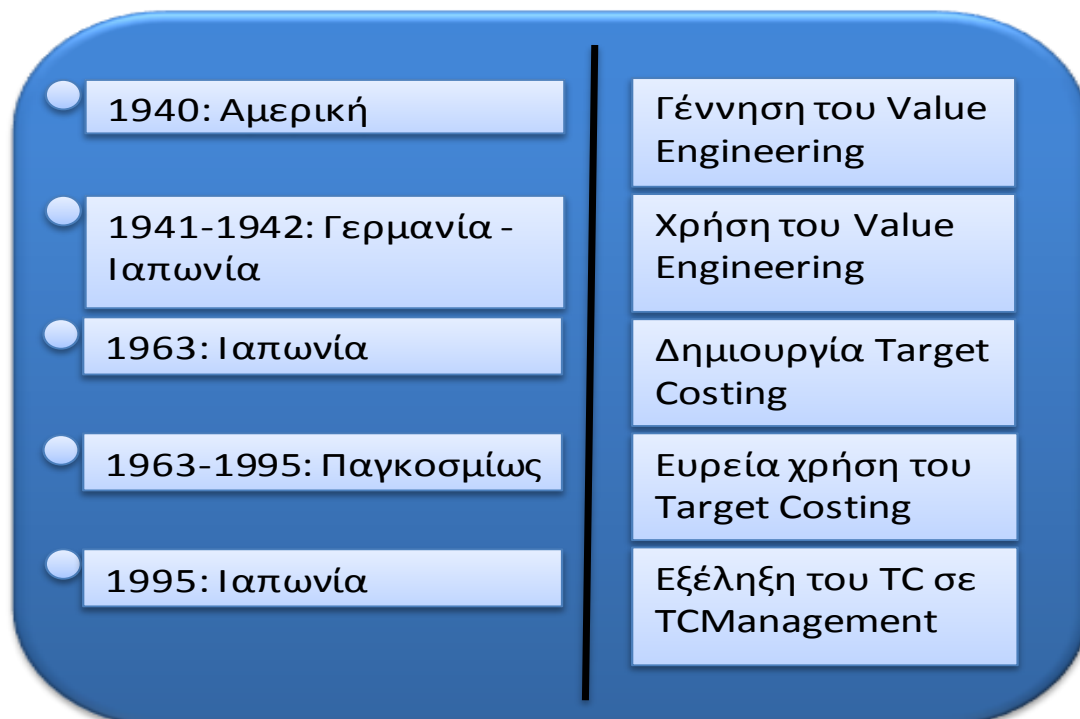 1940: Αμερική
Γέννηση του Value
Engineering
1941-1942: Γερμανία -
Ιαπωνία
Χρήση του Value
Engineering
1963: Ιαπωνία
Δημιουργία Target
Costing
1963-1995: Παγκοσμίως
Ευρεία χρήση του
Target Costing
1995: Ιαπωνία
Εξέληξη του TC σε
TCManagement